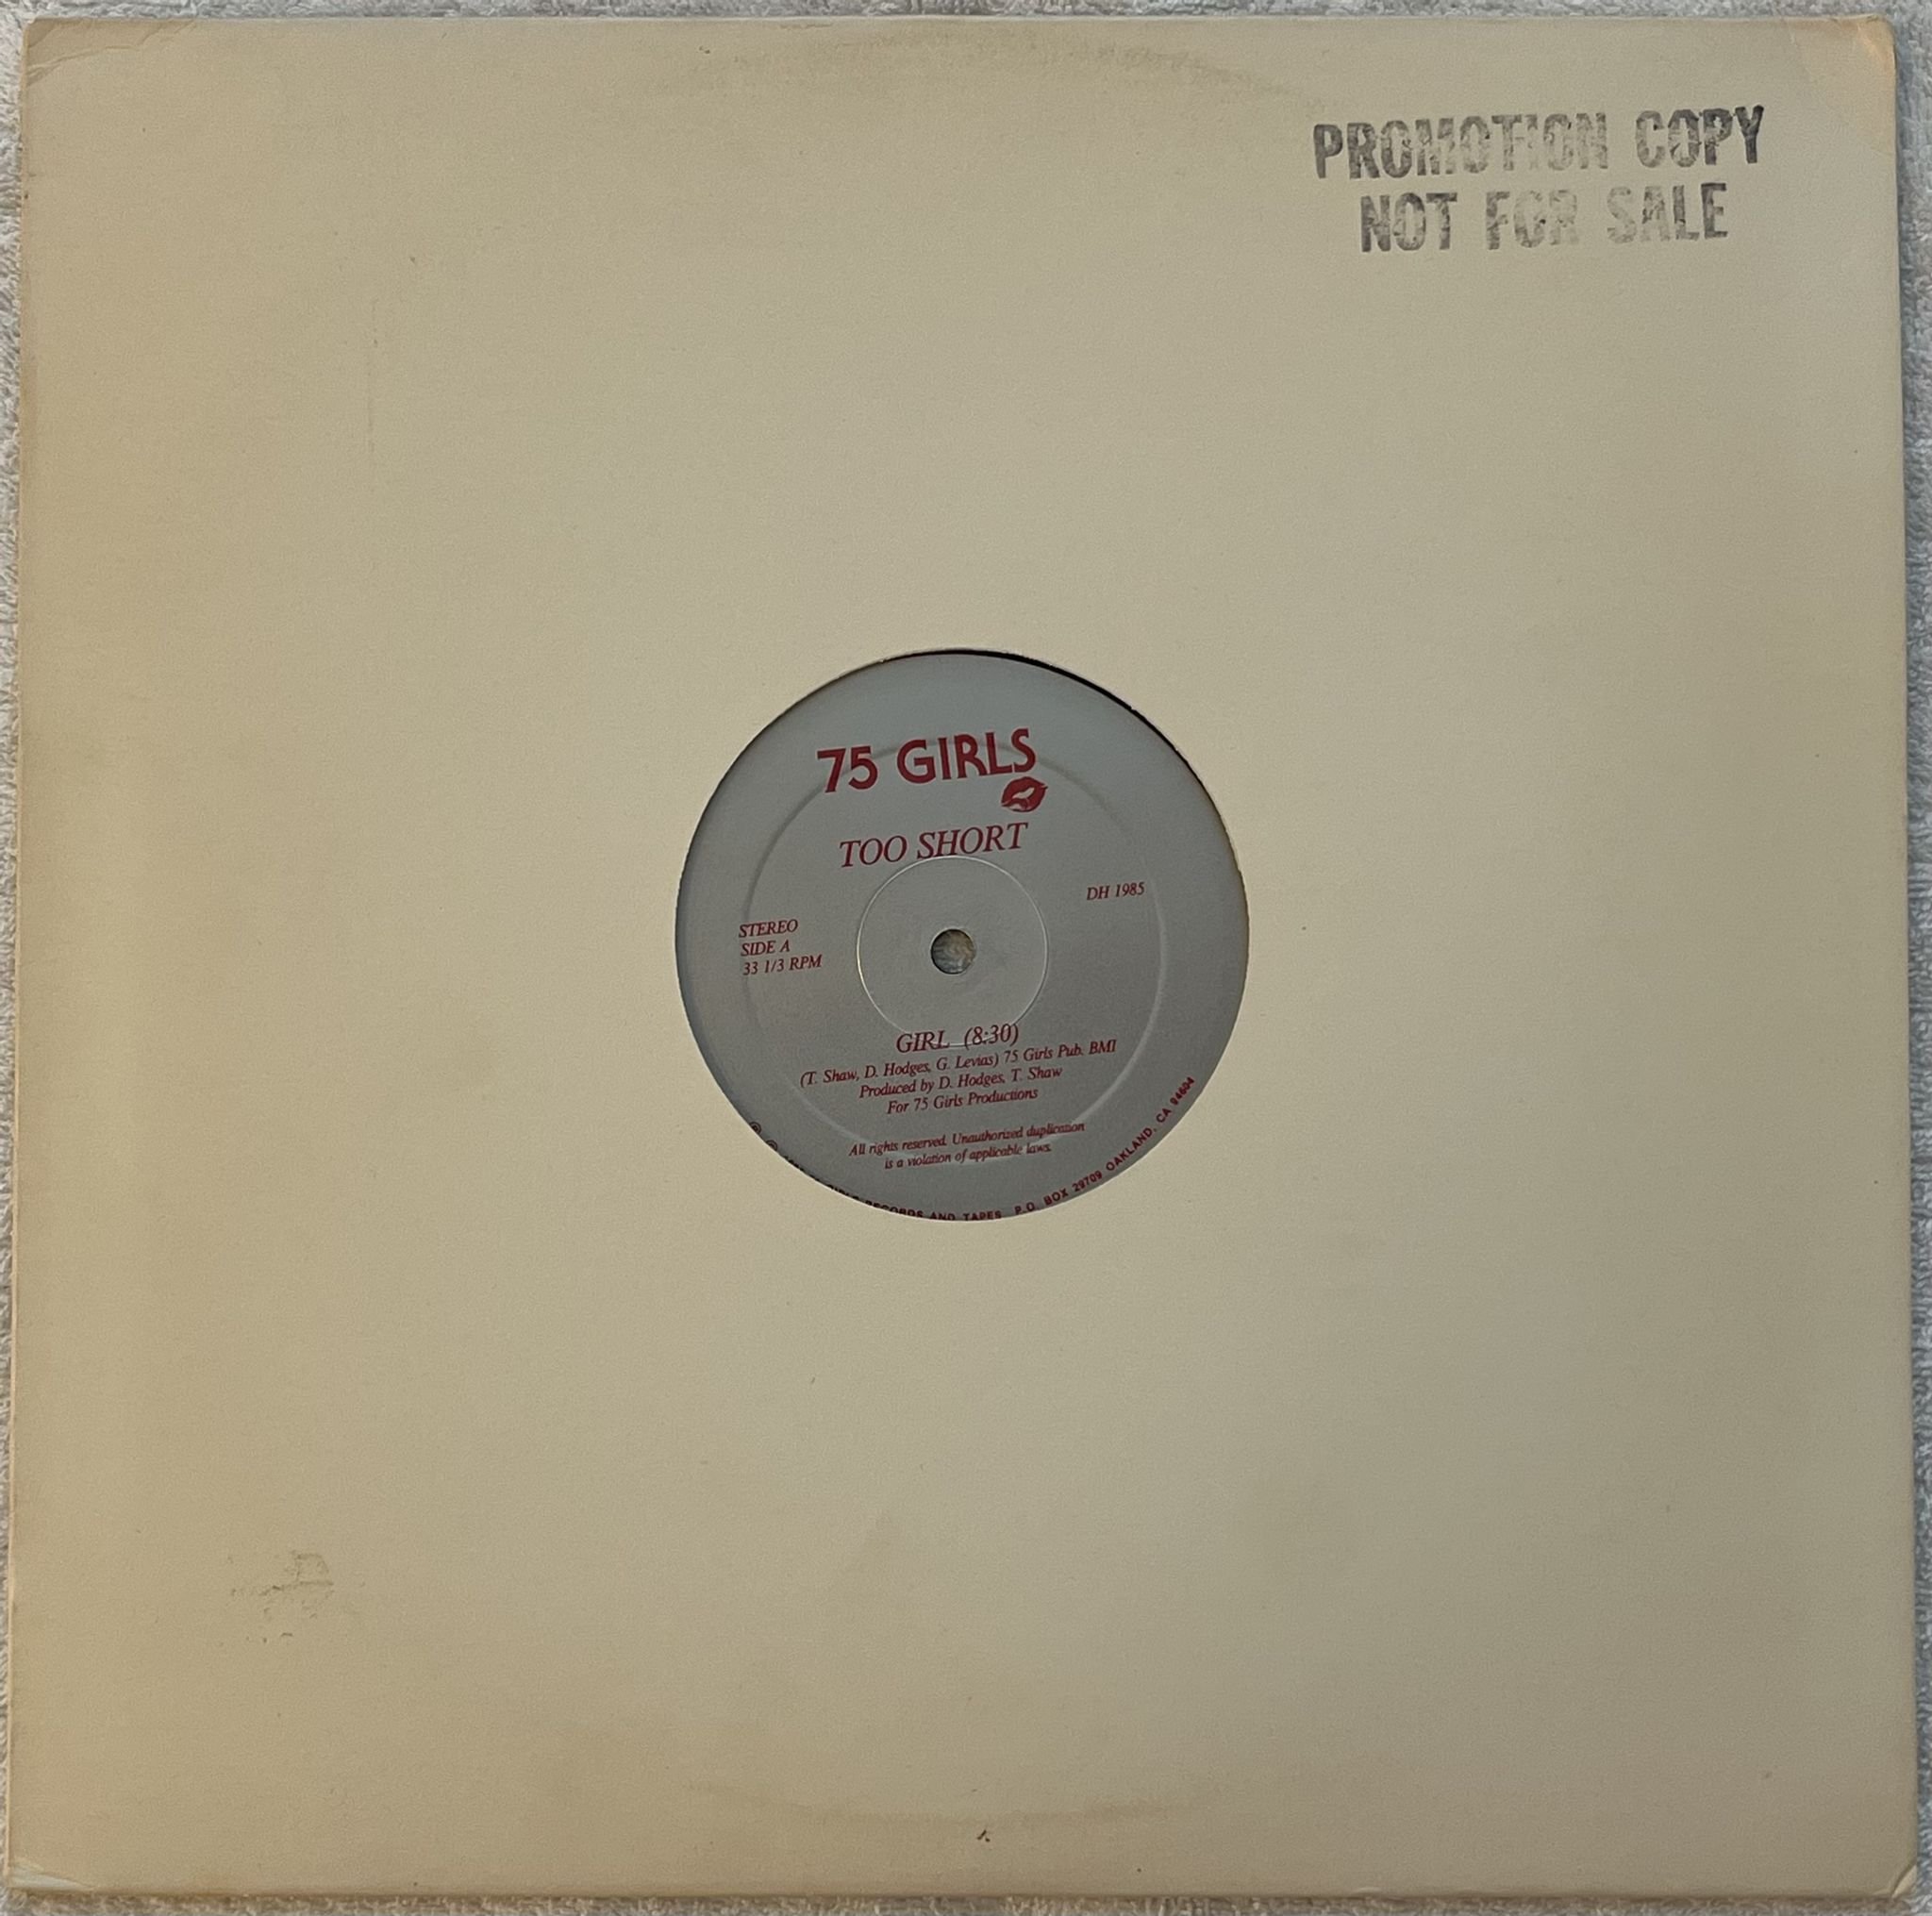 PROMOTION COPY
NOT FOR SALE
75 GIRLS
TOO SHORT
DH 1985
STEREO
SIDE A
33 1/3 RPM
GIRL (8:30)
(T. Shaw, D. Hodges, G. Levias) 75 Girls Pub. BMI
Produced by D. Hodges, T. Shaw
For 75 Girls Productions
All rights reserved. Unauthorized duplication
is a violation of applicable laws.
RECORDS AND TAPES P.O. BOX 29709 OAKLAND, CA 94604